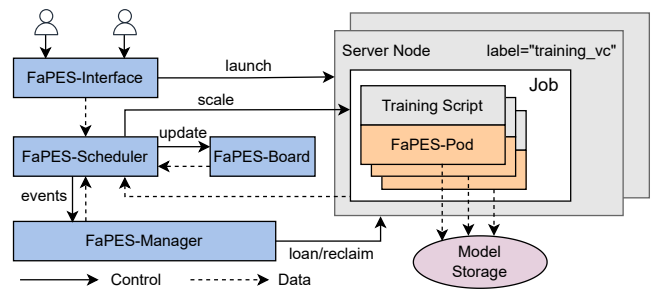 Server Node
label="training_vc"
FaPES-Interface
launch
Job
scale
Training Script
FaPES-Scheduler
update
FaPES-Board
FaPES-Pod
events
FaPES-Manager
loan/reclaim
Model
Storage
Control
Data